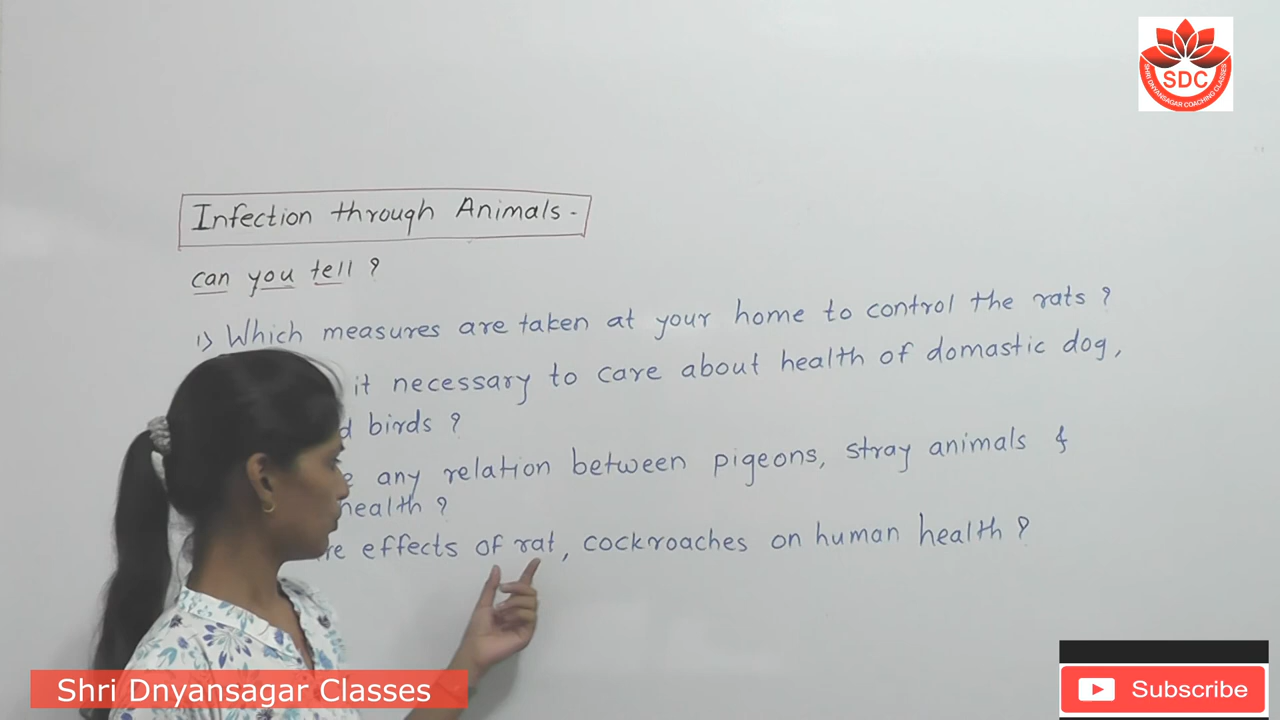 SDC
SHRI DNYANSAGAR COACHING CLASSES
Infection through Animals -
can you tell ?
1) Which measures are taken at your home to control the rats ?
it necessary to care about health of domastic dog,
birds ?
any relation between pigeons, stray animals &
health ?
effects of rat, cockroaches on human health ?
Shri Dnyansagar Classes
Subscribe